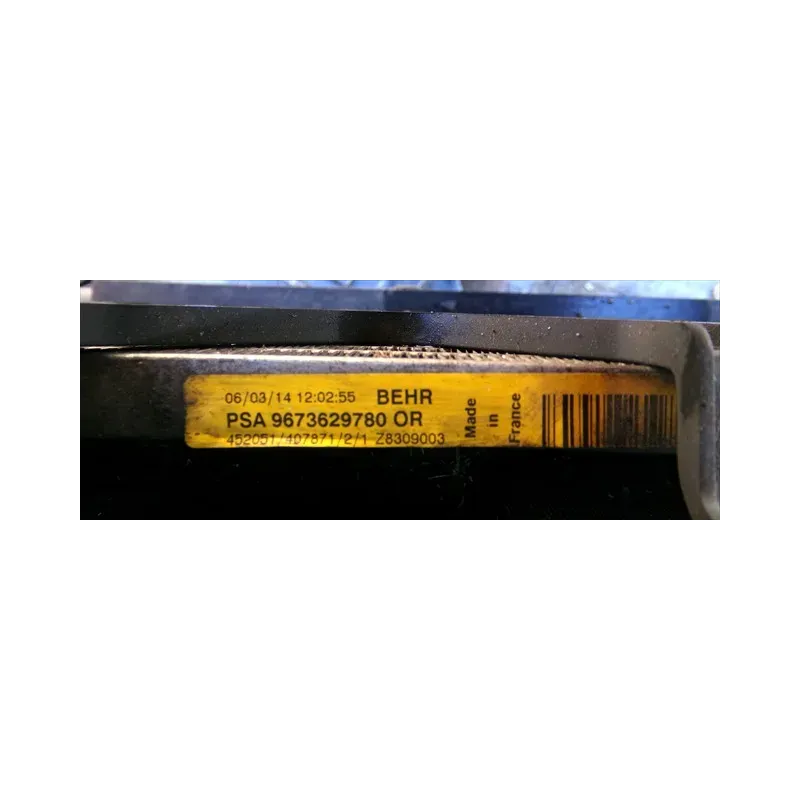 06/03/14 12:02:55 BEHR
PSA 9673629780 OR
452051/407871/2/1 Z8309003
Made
in
France